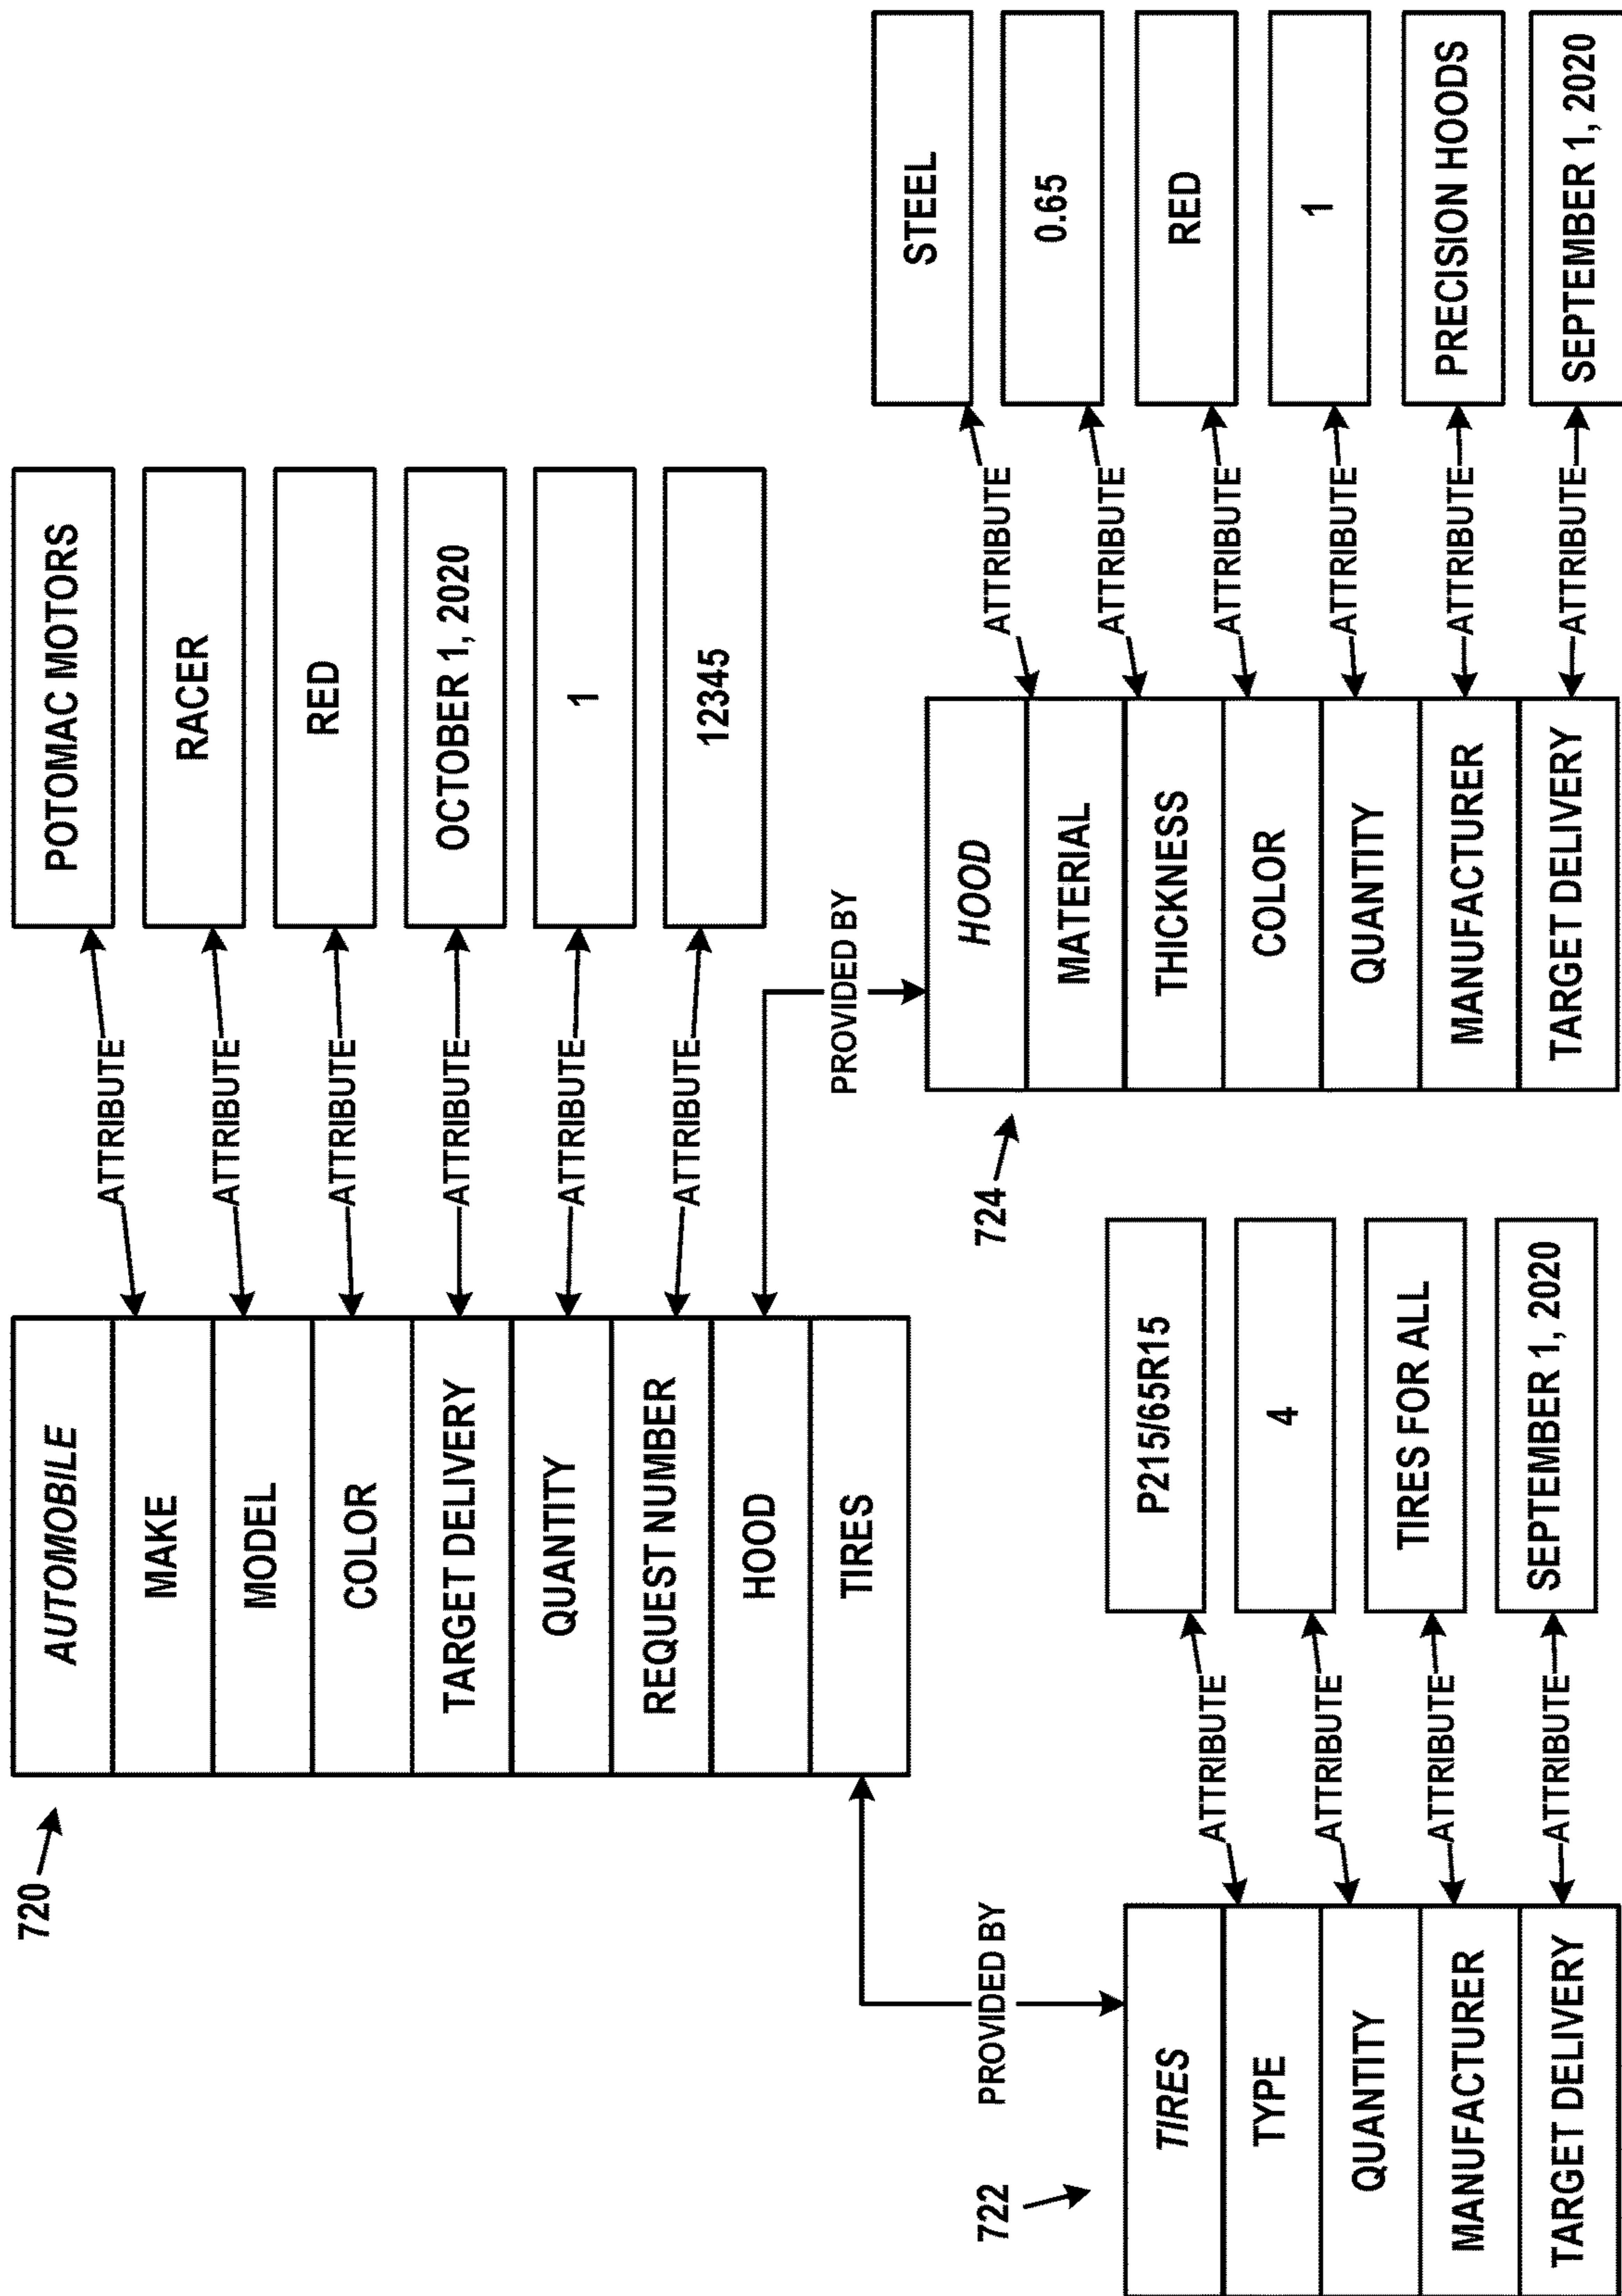 720
AUTOMOBILE
MAKE
MODEL
COLOR
TARGET DELIVERY
QUANTITY
REQUEST NUMBER
HOOD
TIRES
ATTRIBUTE
ATTRIBUTE
ATTRIBUTE
ATTRIBUTE
ATTRIBUTE
ATTRIBUTE
POTOMAC MOTORS
RACER
RED
OCTOBER 1, 2020
1
12345
PROVIDED BY
PROVIDED BY
722
TIRES
TYPE
QUANTITY
MANUFACTURER
TARGET DELIVERY
ATTRIBUTE
ATTRIBUTE
ATTRIBUTE
ATTRIBUTE
P215/65R15
4
TIRES FOR ALL
SEPTEMBER 1, 2020
724
HOOD
MATERIAL
THICKNESS
COLOR
QUANTITY
MANUFACTURER
TARGET DELIVERY
ATTRIBUTE
ATTRIBUTE
ATTRIBUTE
ATTRIBUTE
ATTRIBUTE
ATTRIBUTE
STEEL
0.65
RED
1
PRECISION HOODS
SEPTEMBER 1, 2020